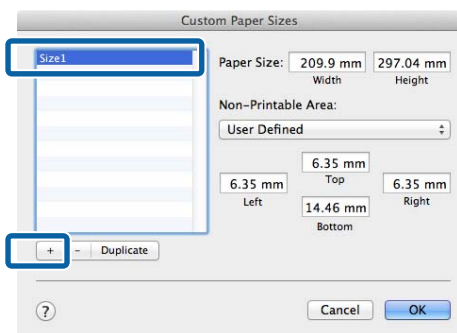 Custom Paper Sizes
Size1
Paper Size: 209.9 mm 297.04 mm
Width Height
Non-Printable Area:
User Defined
6.35 mm
Top
6.35 mm 6.35 mm
Left Right
14.46 mm
Bottom
+ - Duplicate
? Cancel OK